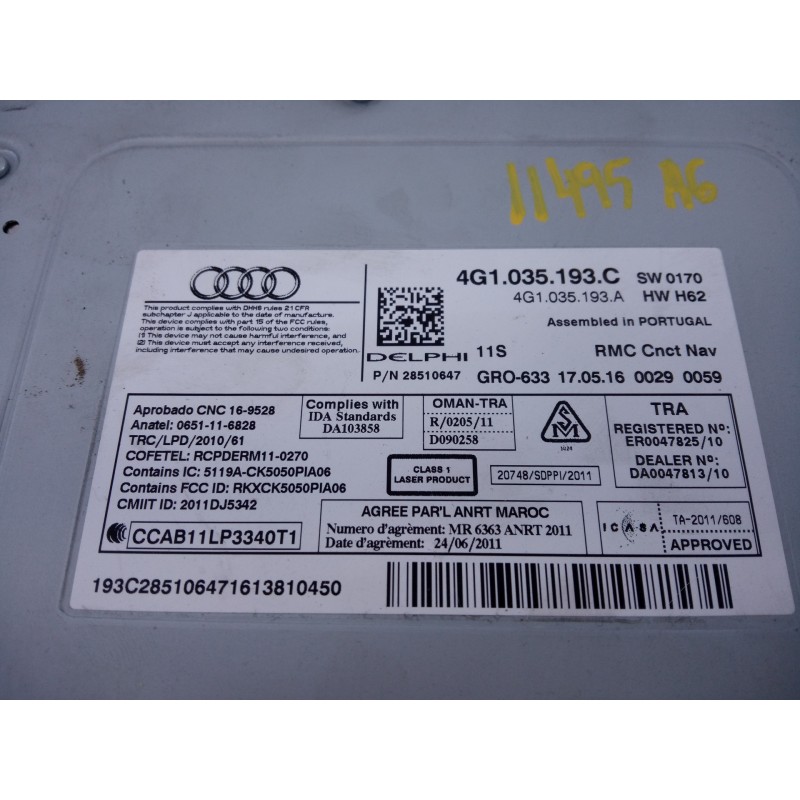 11495 AG
4G1.035.193.C SW 0170
4G1.035.193.A HW H62
Assembled in PORTUGAL
This product complies with DHHS rules 21CFR
subchapter J applicable to the date of manufacture.
This device complies with part 15 of the FCC rules,
operation is subject to the following two conditions:
(1) This device may not cause harmful interference, and
(2) This device must accept any interference received,
including interference that may cause undesired operation.
DELPHI 11S RMC Cnct Nav
P/N 28510647 GRO-633 17.05.16 0029 0059
Aprobado CNC 16-9528
Anatel: 0651-11-6828
TRC/LPD/2010/61
COFETEL: RCPDERM11-0270
Contains IC: 5119A-CK5050PIA06
Contains FCC ID: RKXCK5050PIA06
CMIIT ID: 2011DJ5342
CCAB11LP3340T1
Complies with
IDA Standards
DA103858
OMAN-TRA
R/0205/11
D090258
CLASS 1
LASER PRODUCT
20748/SDPPI/2011
TRA
REGISTERED Nº:
ER0047825/10
DEALER Nº:
DA0047813/10
AGREE PAR'L ANRT MAROC
Numero d'agrément: MR 6363 ANRT 2011
Date d'agrément: 24/06/2011
ICASA
TA-2011/608
APPROVED
193C285106471613810450